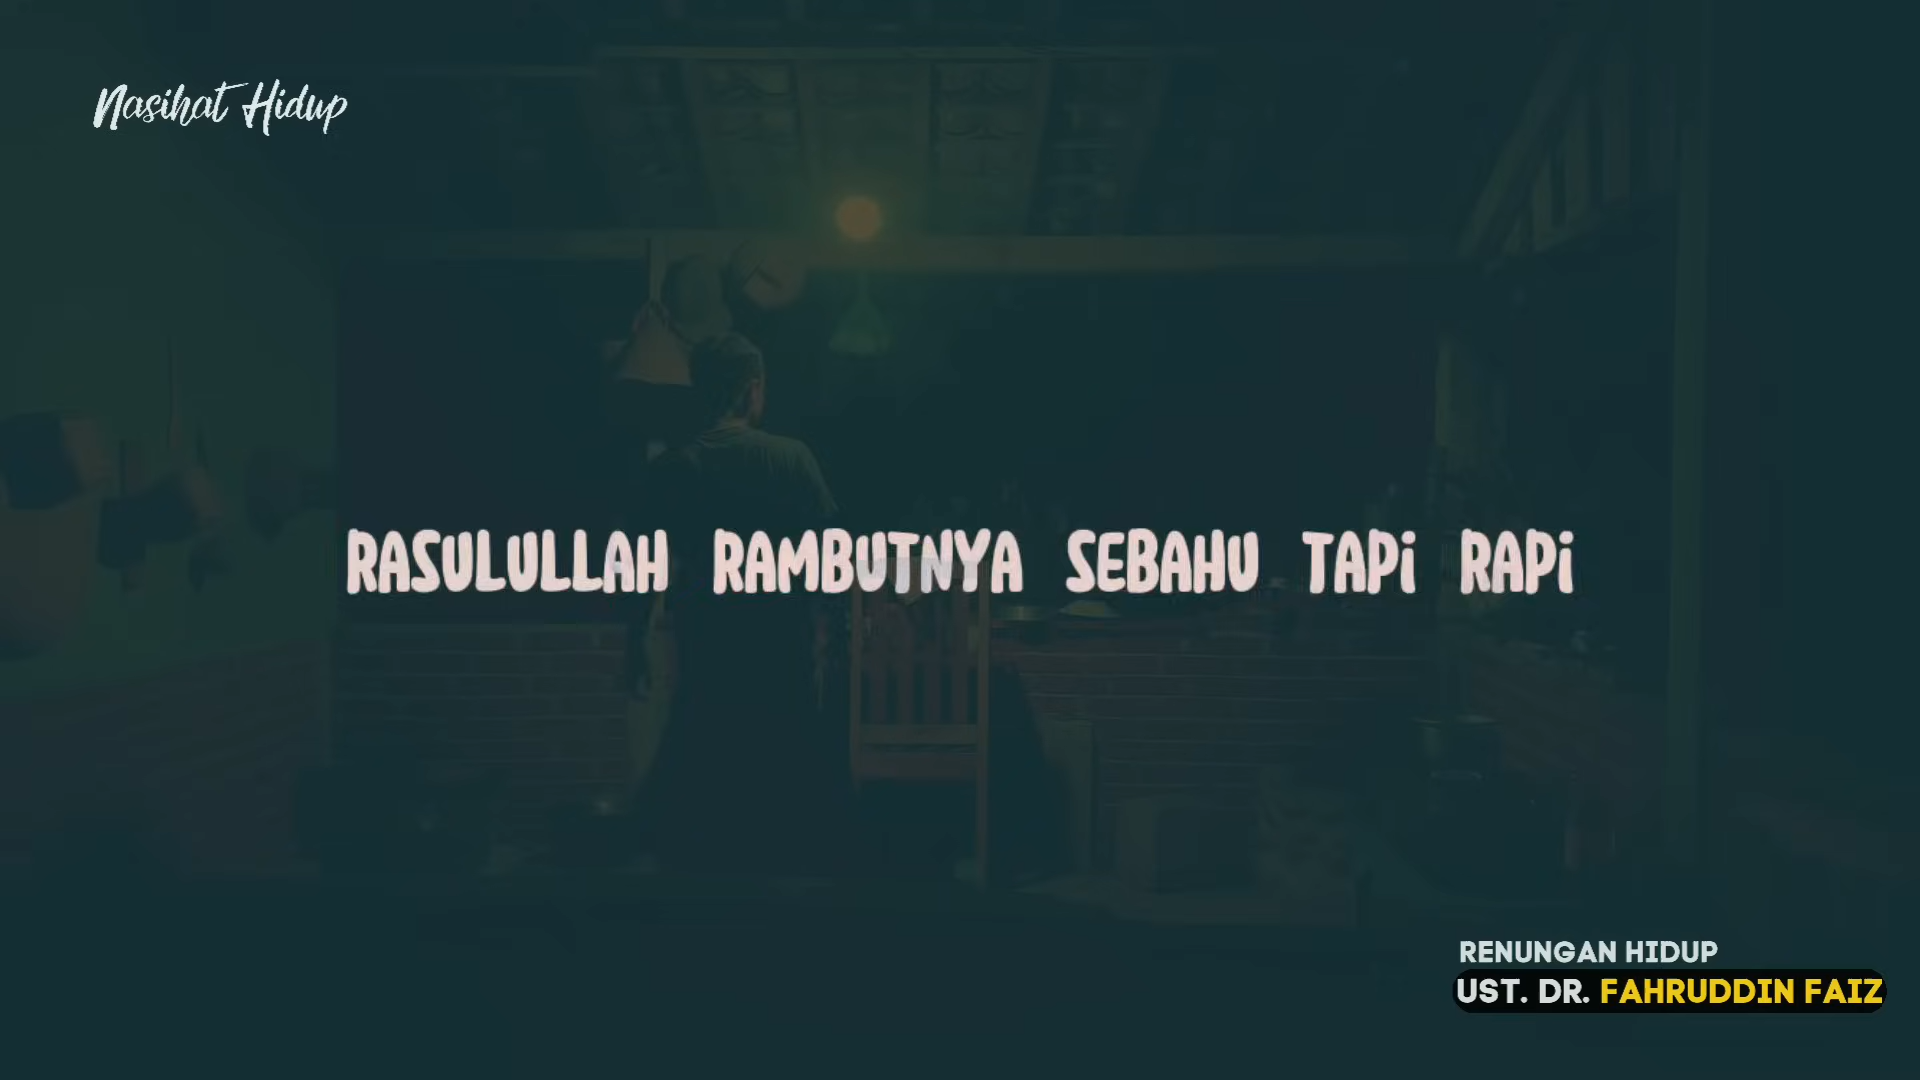 Nasihat Hidup
RASULULLAH RAMBUTNYA SEBAHU TAPi RAPi
RENUNGAN HIDUP
UST. DR. FAHRUDDIN FAIZ